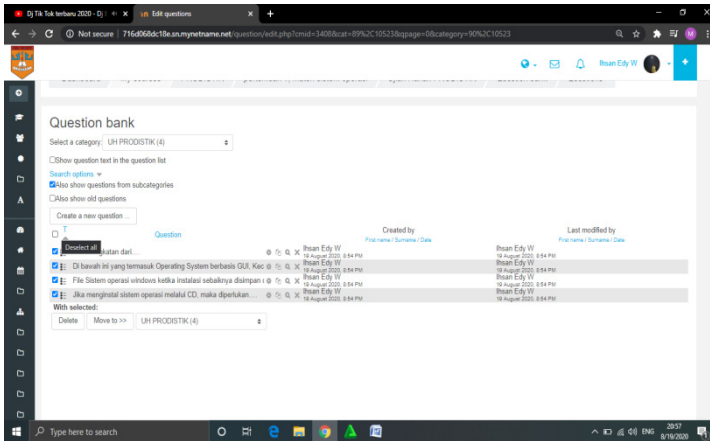 Dj Tik Tok terbaru 2020 - Dj
Edit questions
Not secure | 716d068dc18e.sn.mynetname.net/question/edit.php?cmid=3408&cat=89%2C10523&qpage=0&category=90%2C10523
Ihsan Edy W
Question bank
Select a category: UH PRODISTIK (4)
Show question text in the question list
Search options
Also show questions from subcategories
Also show old questions
Create a new question ...
T
Question
Created by
First name / Surname / Date
Last modified by
First name / Surname / Date
Deselect all
gkatan dari....
Ihsan Edy W
19 August 2020, 8:54 PM
Ihsan Edy W
19 August 2020, 8:54 PM
Di bawah ini yang termasuk Operating System berbasis GUI, Kec
Ihsan Edy W
19 August 2020, 8:54 PM
Ihsan Edy W
19 August 2020, 8:54 PM
File Sistem operasi windows ketika instalasi sebaiknya disimpan
Ihsan Edy W
19 August 2020, 8:54 PM
Ihsan Edy W
19 August 2020, 8:54 PM
Jika menginstal sistem operasi melalui CD, maka diperlukan....
Ihsan Edy W
19 August 2020, 8:54 PM
Ihsan Edy W
19 August 2020, 8:54 PM
With selected:
Delete
Move to >>
UH PRODISTIK (4)
Type here to search
ENG
20:57
8/19/2020